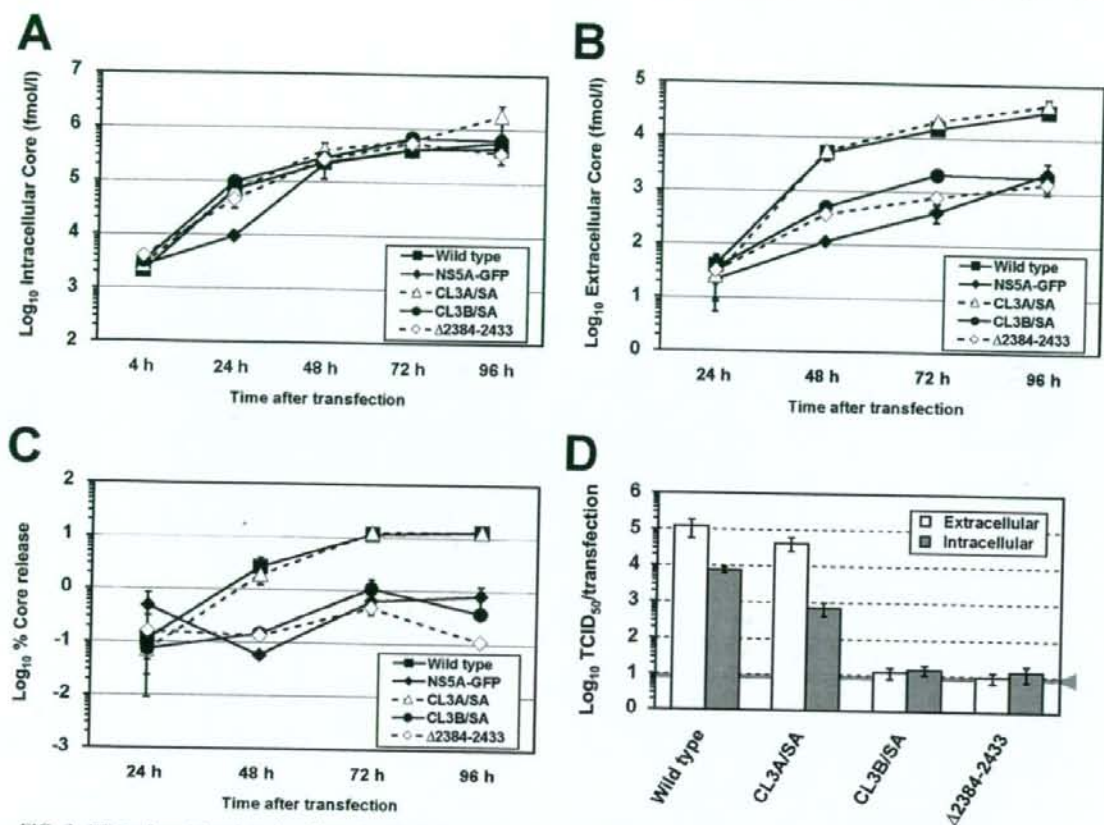 A
Log10 Intracellular Core (fmol/l)
7
6
5
4
3
2
Wild type
NS5A-GFP
CL3A/SA
CL3B/SA
Δ2384-2433
4 h 24 h 48 h 72 h 96 h
Time after transfection
B
Log10 Extracellular Core (fmol/l)
5
4
3
2
1
0
Wild type
NS5A-GFP
CL3A/SA
CL3B/SA
Δ2384-2433
24 h 48 h 72 h 96 h
Time after transfection
C
Log10 % Core release
2
1
0
-1
-2
-3
Wild type
NS5A-GFP
CL3A/SA
CL3B/SA
Δ2384-2433
24 h 48 h 72 h 96 h
Time after transfection
D
Log10 TCID50/transfection
6
5
4
3
2
1
0
Extracellular
Intracellular
Wild type
CL3A/SA
CL3B/SA
Δ2384-2433